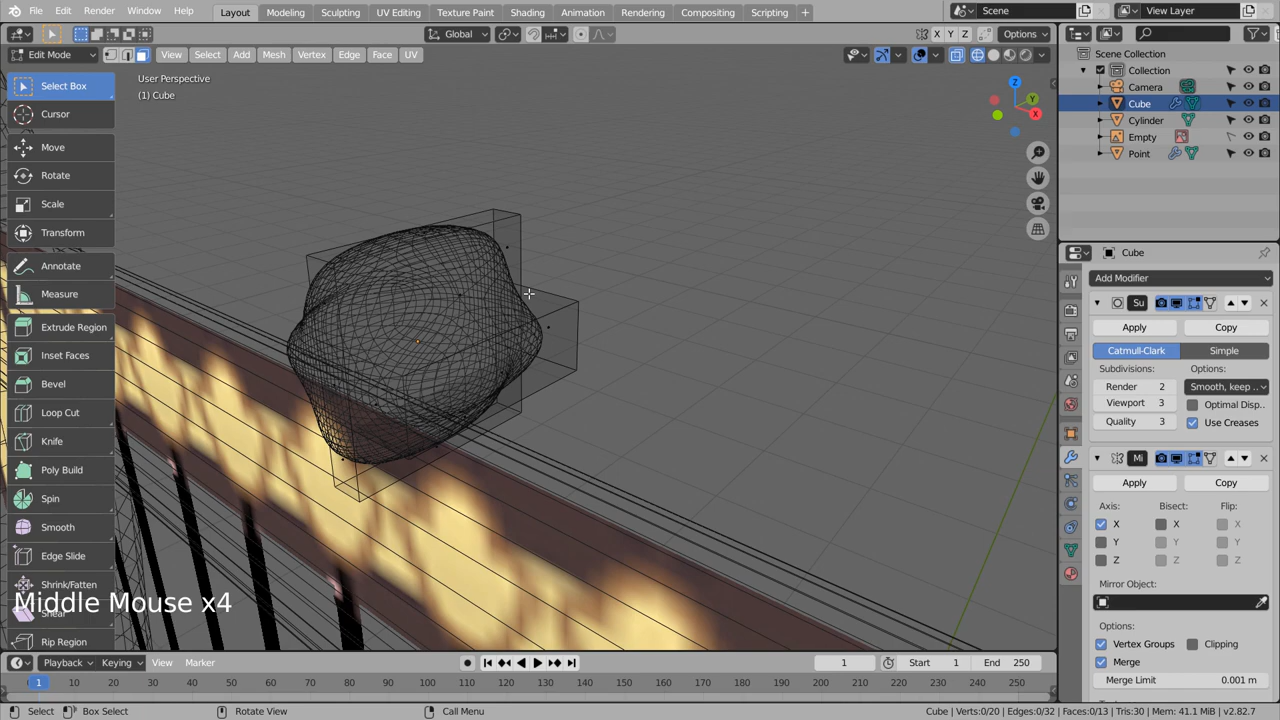 File Edit Render Window Help Layout Modeling Sculpting UV Editing Texture Paint Shading Animation Rendering Compositing Scripting + Scene View Layer
Global X Y Z Options
Edit Mode View Select Add Mesh Vertex Edge Face UV
Scene Collection
Collection
Camera
Cube
Cylinder
Empty
Point
User Perspective
(1) Cube
Z
Y
X
Select Box
Cursor
Move
Rotate
Scale
Transform
Annotate
Measure
Extrude Region
Inset Faces
Bevel
Loop Cut
Knife
Poly Build
Spin
Smooth
Edge Slide
Shrink/Fatten
Shear
Rip Region
Middle Mouse x4
Cube
Add Modifier
Su
Apply Copy
Catmull-Clark Simple
Subdivisions: Options:
Render 2 Smooth, keep ..
Viewport 3 Optimal Disp..
Quality 3 Use Creases
Mi
Apply Copy
Axis: Bisect: Flip:
X X X
Y Y Y
Z Z Z
Mirror Object:
Options:
Vertex Groups Clipping
Merge
Merge Limit 0.001 m
Playback Keying View Marker 1 Start 1 End 250
1 10 20 30 40 50 60 70 80 90 100 110 120 130 140 150 160 170 180 190 200 210 220 230 240 250
Select Box Select Rotate View Call Menu Cube | Verts:0/20 | Edges:0/32 | Faces:0/13 | Tris:30 | Mem: 41.1 MiB | v2.82.7